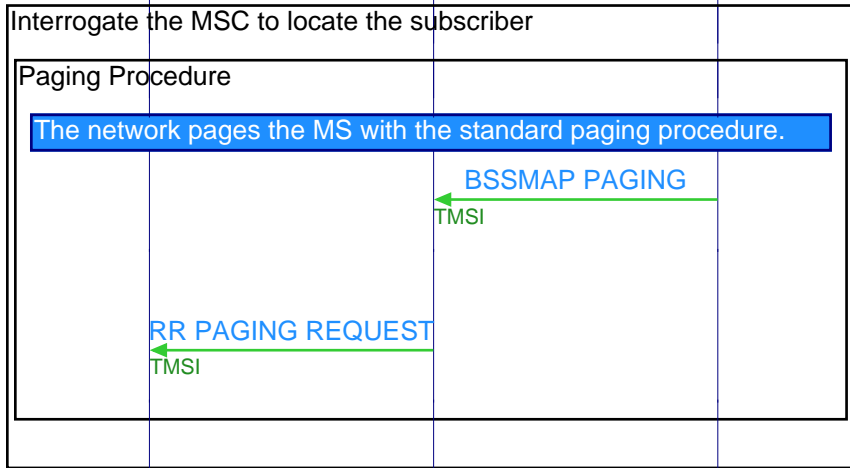 Interrogate the MSC to locate the subscriber
Paging Procedure
The network pages the MS with the standard paging procedure.
BSSMAP PAGING
TMSI
RR PAGING REQUEST
TMSI